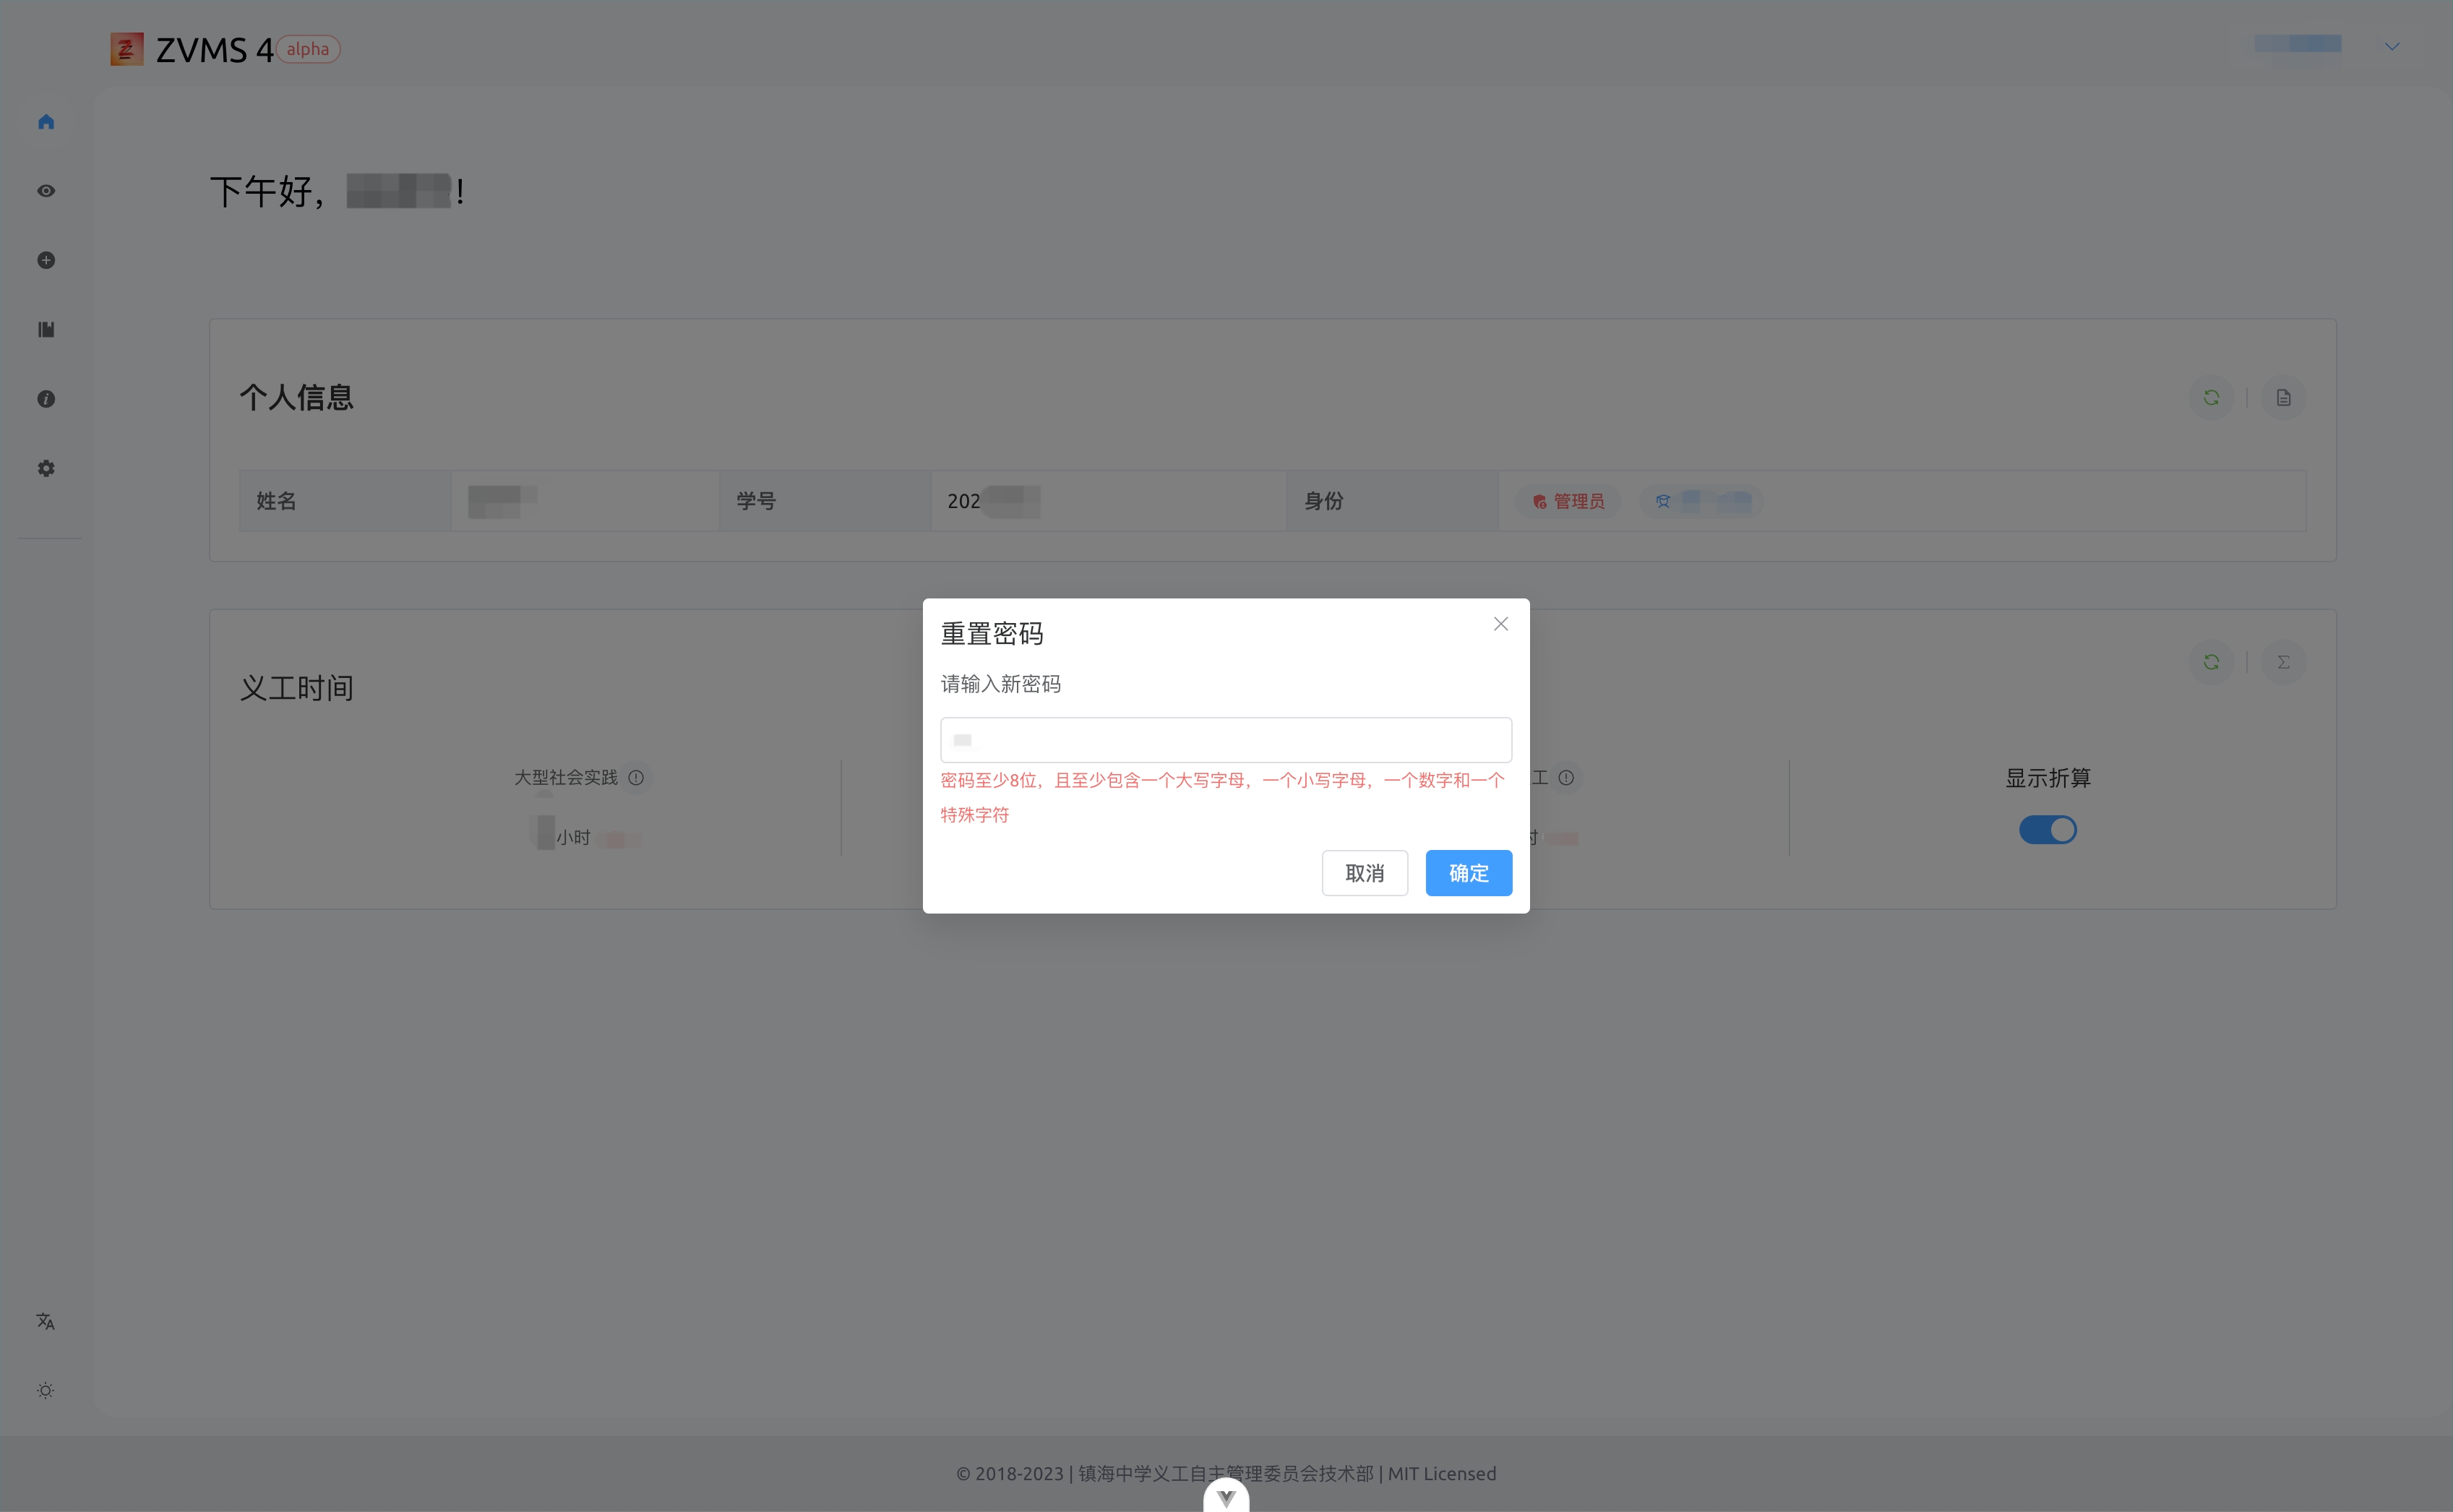 ZVMS 4 alpha
下午好， !
个人信息
姓名 学号 202 身份 管理员
重置密码
请输入新密码
密码至少8位，且至少包含一个大写字母，一个小写字母，一个数字和一个
特殊字符
取消 确定
义工时间
大型社会实践 工 显示折算
小时 时
© 2018-2023 | 镇海中学义工自主管理委员会技术部 | MIT Licensed